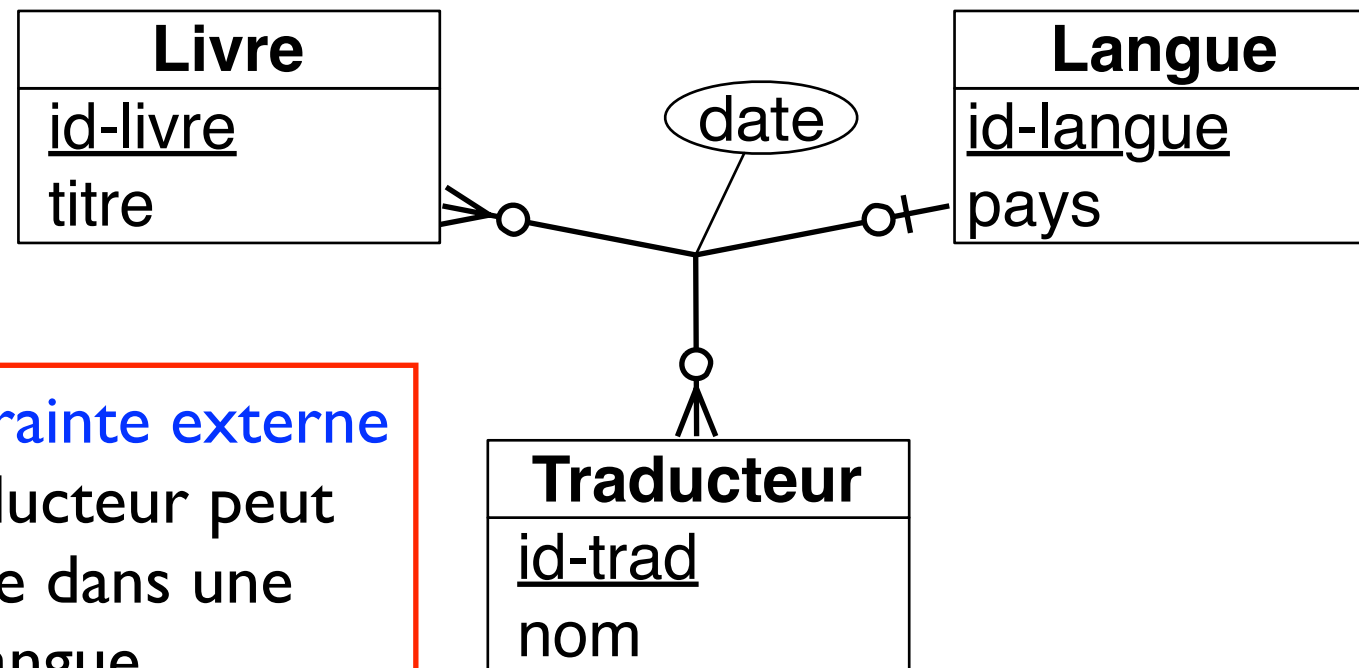 Livre
id-livre
titre
date
Langue
id-langue
pays
rainte externe
ducteur peut
e dans une
angue
Traducteur
id-trad
nom